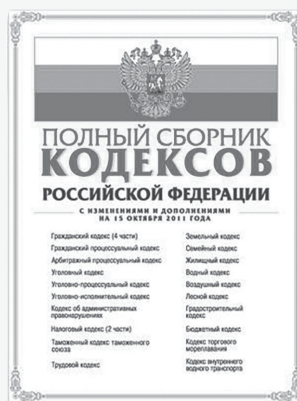 ПОЛНЫЙ СБОРНИК
КОДЕКСОВ
РОССИЙСКОЙ ФЕДЕРАЦИИ
С ИЗМЕНЕНИЯМИ И ДОПОЛНЕНИЯМИ
НА 15 ОКТЯБРЯ 2011 ГОДА
Гражданский кодекс (4 части)
Гражданский процессуальный кодекс
Арбитражный процессуальный кодекс
Уголовный кодекс
Уголовно-процессуальный кодекс
Уголовно-исполнительный кодекс
Кодекс об административных
правонарушениях
Налоговый кодекс (2 части)
Таможенный кодекс таможенного
союза
Трудовой кодекс
Земельный кодекс
Семейный кодекс
Жилищный кодекс
Водный кодекс
Воздушный кодекс
Лесной кодекс
Градостроительный
кодекс
Бюджетный кодекс
Кодекс торгового
мореплавания
Кодекс внутреннего
водного транспорта